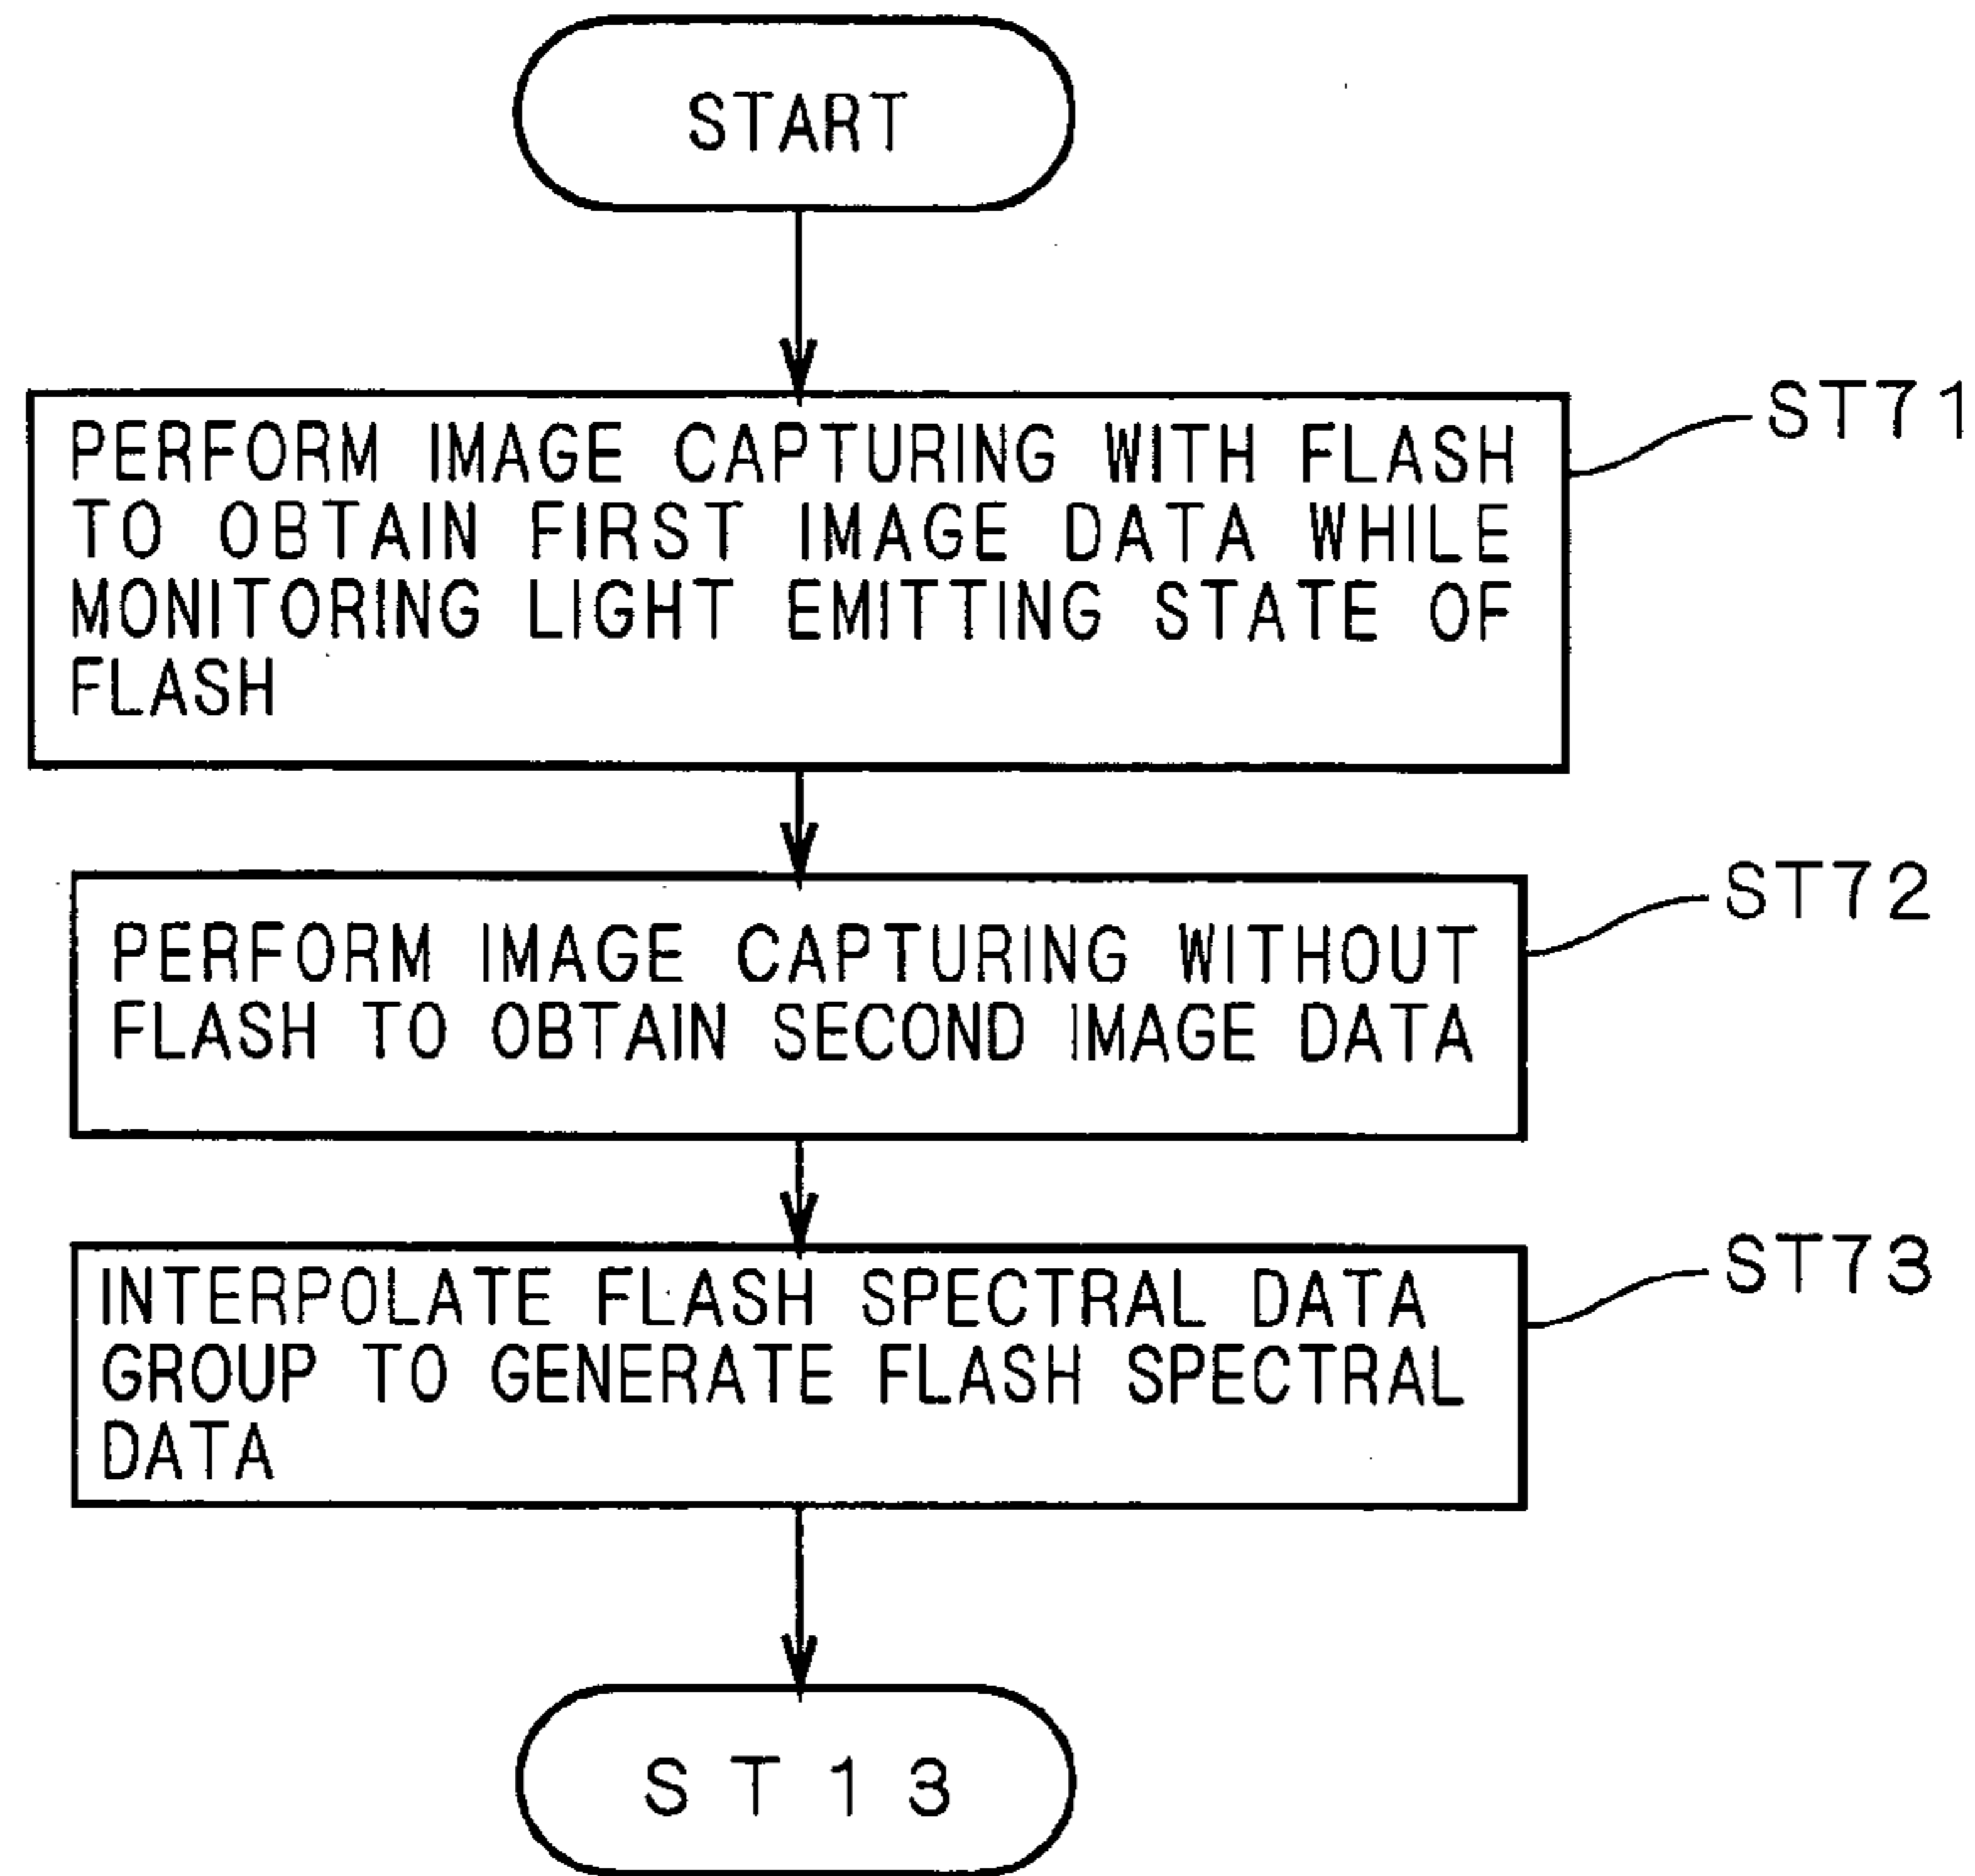 START
PERFORM IMAGE CAPTURING WITH FLASH
TO OBTAIN FIRST IMAGE DATA WHILE
MONITORING LIGHT EMITTING STATE OF
FLASH
ST71
PERFORM IMAGE CAPTURING WITHOUT
FLASH TO OBTAIN SECOND IMAGE DATA
ST72
INTERPOLATE FLASH SPECTRAL DATA
GROUP TO GENERATE FLASH SPECTRAL
DATA
ST73
ST13